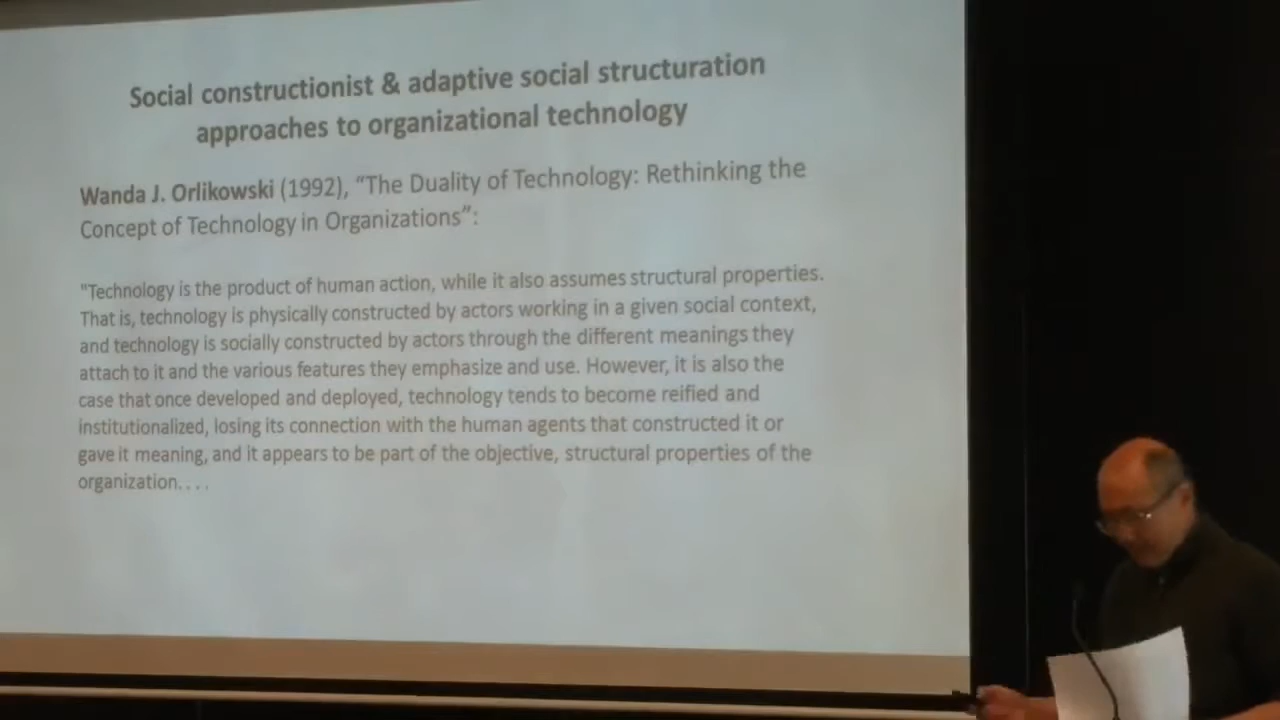 Social constructionist & adaptive social structuration
approaches to organizational technology
Wanda J. Orlikowski (1992), “The Duality of Technology: Rethinking the
Concept of Technology in Organizations”:
"Technology is the product of human action, while it also assumes structural properties.
That is, technology is physically constructed by actors working in a given social context,
and technology is socially constructed by actors through the different meanings they
attach to it and the various features they emphasize and use. However, it is also the
case that once developed and deployed, technology tends to become reified and
institutionalized, losing its connection with the human agents that constructed it or
gave it meaning, and it appears to be part of the objective, structural properties of the
organization. . . .